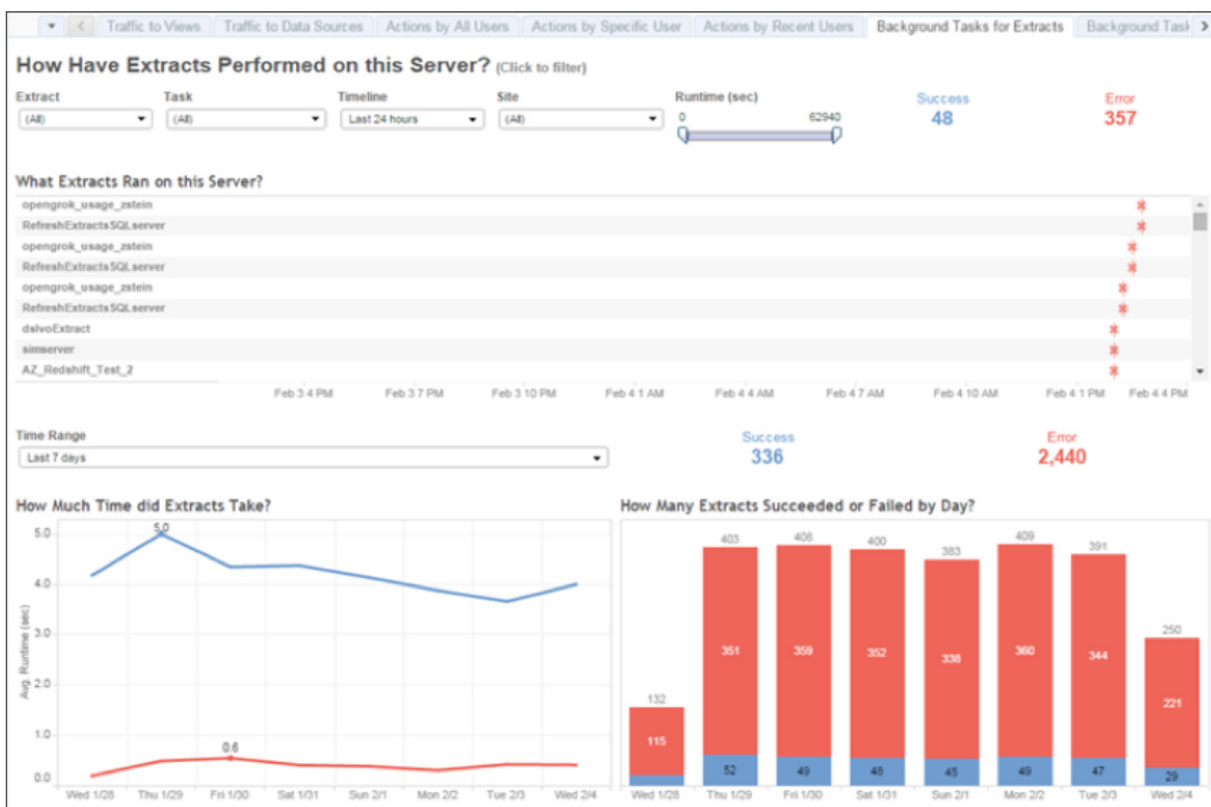 Traffic to Views Traffic to Data Sources Actions by All Users Actions by Specific User Actions by Recent Users Background Tasks for Extracts Background Task
How Have Extracts Performed on this Server? (Click to filter)
Extract Task Timeline Site Runtime (sec) Success Error
(All) (All) Last 24 hours (All) 0 62940 48 357
What Extracts Ran on this Server?
opengrok_usage_zstein
RefreshExtractsSQLserver
opengrok_usage_zstein
RefreshExtractsSQLserver
opengrok_usage_zstein
RefreshExtractsSQLserver
dslvoExtract
simserver
AZ_Redshift_Test_2
Feb 3 4 PM Feb 3 7 PM Feb 3 10 PM Feb 4 1 AM Feb 4 4 AM Feb 4 7 AM Feb 4 10 AM Feb 4 1 PM Feb 4 4 PM
Time Range Success Error
Last 7 days 336 2,440
How Much Time did Extracts Take?
5.0
5.0
4.0
3.0
2.0
1.0
0.6
0.0
Avg. Runtime (sec)
Wed 1/28 Thu 1/29 Fri 1/30 Sat 1/31 Sun 2/1 Mon 2/2 Tue 2/3 Wed 2/4
How Many Extracts Succeeded or Failed by Day?
132 403 408 400 383 409 391 250
115 351 359 352 338 360 344 221
52 49 48 45 49 47 29
Wed 1/28 Thu 1/29 Fri 1/30 Sat 1/31 Sun 2/1 Mon 2/2 Tue 2/3 Wed 2/4